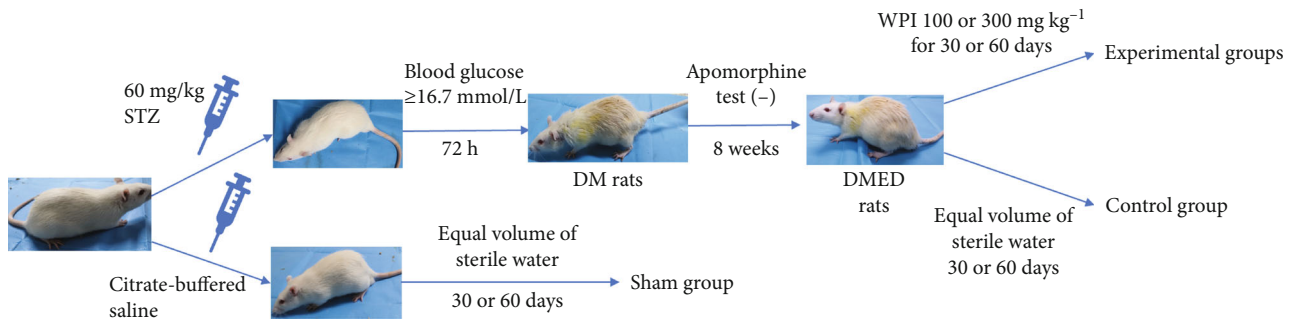 60 mg/kg
STZ
Blood glucose
≥16.7 mmol/L
72 h
DM rats
Apomorphine
test (–)
8 weeks
DMED
rats
WPI 100 or 300 mg kg⁻¹
for 30 or 60 days
Experimental groups
Equal volume of
sterile water
30 or 60 days
Control group
Citrate-buffered
saline
Equal volume of
sterile water
30 or 60 days
Sham group